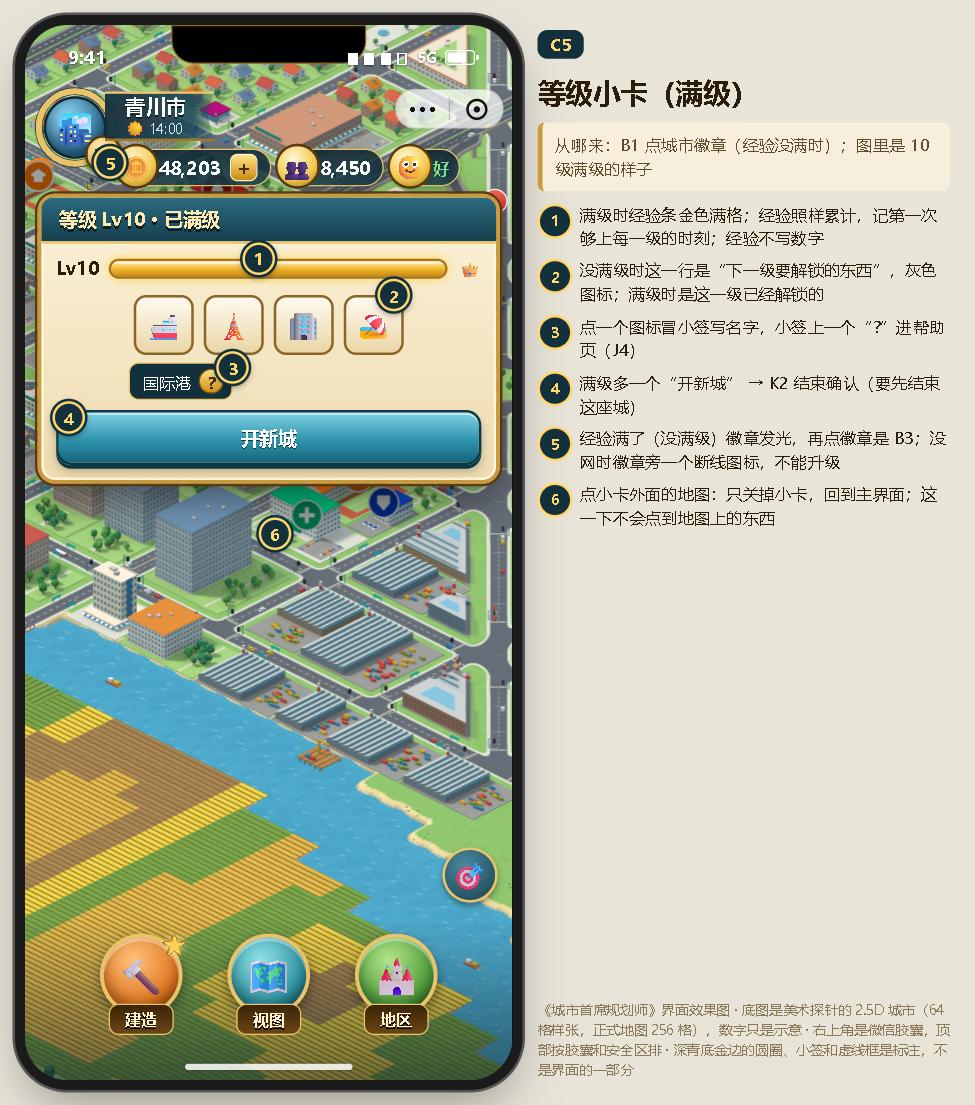 9:41
5G
青川市
14:00
5
48,203
+
8,450
好
等级 Lv10 · 已满级
Lv10
1
2
国际港
?
3
4
开新城
6
建造
视图
地区
C5
等级小卡（满级）
从哪来：B1 点城市徽章（经验没满时）；图里是 10
级满级的样子
1
满级时经验条金色满格；经验照样累计，记第一次
够上每一级的时刻；经验不写数字
2
没满级时这一行是“下一级要解锁的东西”，灰色
图标；满级时是这一级已经解锁的
3
点一个图标冒小签写名字，小签上一个“?”进帮助
页（J4）
4
满级多一个“开新城” → K2 结束确认（要先结束
这座城）
5
经验满了（没满级）徽章发光，再点徽章是 B3；没
网时徽章旁一个断线图标，不能升级
6
点小卡外面的地图：只关掉小卡，回到主界面；这
一下不会点到地图上的东西
《城市首席规划师》界面效果图 · 底图是美术探针的 2.5D 城市（64
格样张，正式地图 256 格），数字只是示意 · 右上角是微信胶囊，顶
部按胶囊和安全区排 · 深青底金边的圆圈、小签和虚线框是标注，不
是界面的一部分